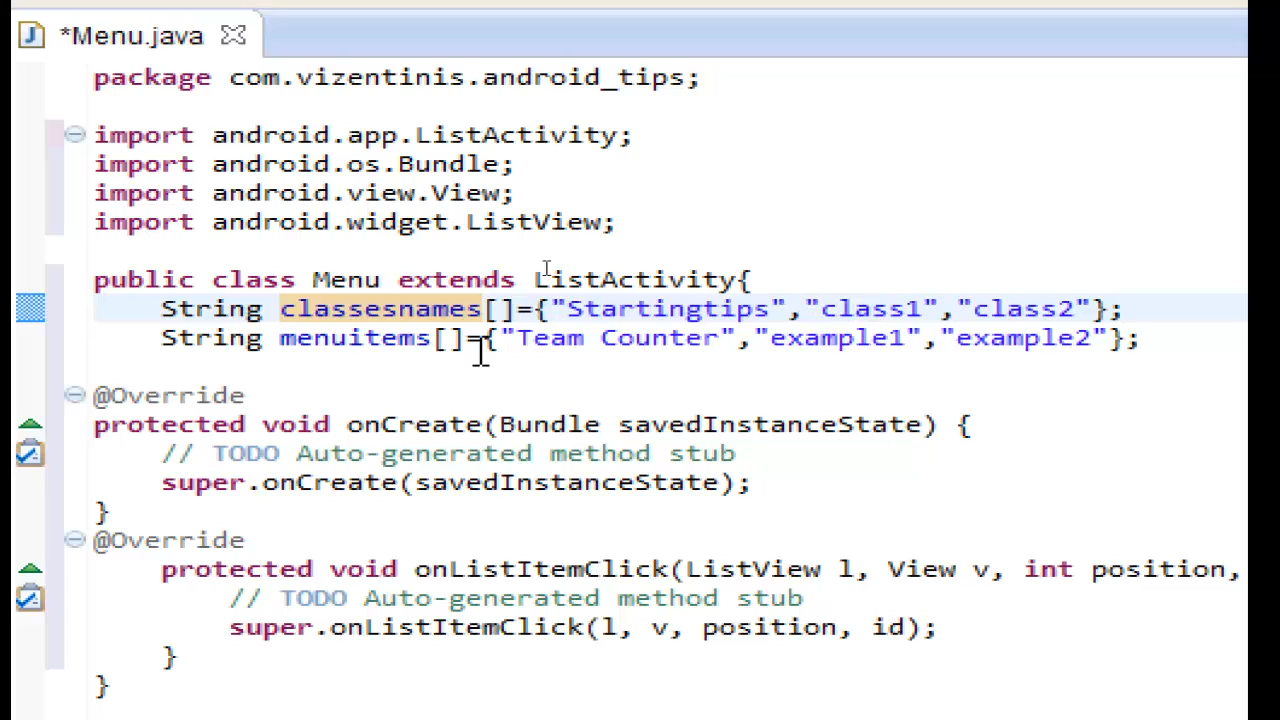 *Menu.java
package com.vizentinis.android_tips;
import android.app.ListActivity;
import android.os.Bundle;
import android.view.View;
import android.widget.ListView;
public class Menu extends ListActivity{
String classesnames[]={"Startingtips","class1","class2"};
String menuitems[]={"Team Counter","example1","example2"};
@Override
protected void onCreate(Bundle savedInstanceState) {
// TODO Auto-generated method stub
super.onCreate(savedInstanceState);
}
@Override
protected void onListItemClick(ListView l, View v, int position,
// TODO Auto-generated method stub
super.onListItemClick(l, v, position, id);
}
}